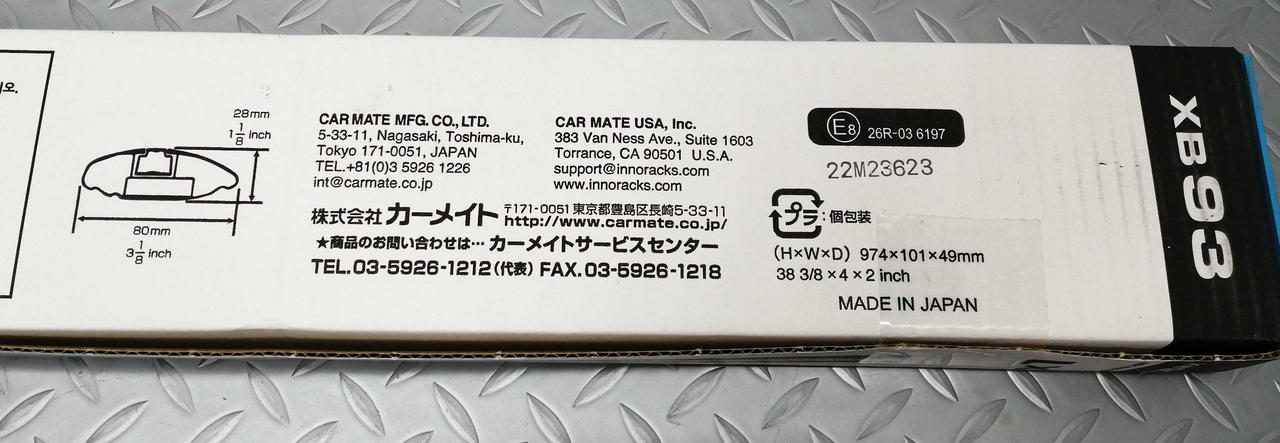 이오.
28mm
1 1/8 inch
80mm
3 1/8 inch
CAR MATE MFG. CO., LTD.
5-33-11, Nagasaki, Toshima-ku,
Tokyo 171-0051, JAPAN
TEL.+81(0)3 5926 1226
int@carmate.co.jp
CAR MATE USA, Inc.
383 Van Ness Ave., Suite 1603
Torrance, CA 90501 U.S.A.
support@innoracks.com
www.innoracks.com
株式会社 カーメイト 〒171-0051 東京都豊島区長崎5-33-11
http://www.carmate.co.jp/
★商品のお問い合わせは… カーメイトサービスセンター
TEL.03-5926-1212(代表) FAX.03-5926-1218
E8 26R-03 6197
22M23623
プラ : 個包装
(H×W×D) 974×101×49mm
38 3/8 × 4 × 2 inch
MADE IN JAPAN
XB93